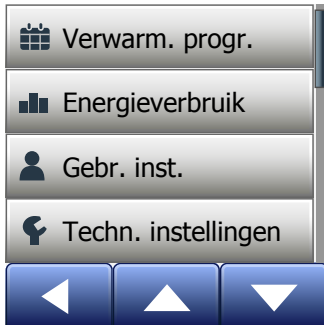 Verwarm. progr.
Energieverbruik
Gebr. inst.
Techn. instellingen